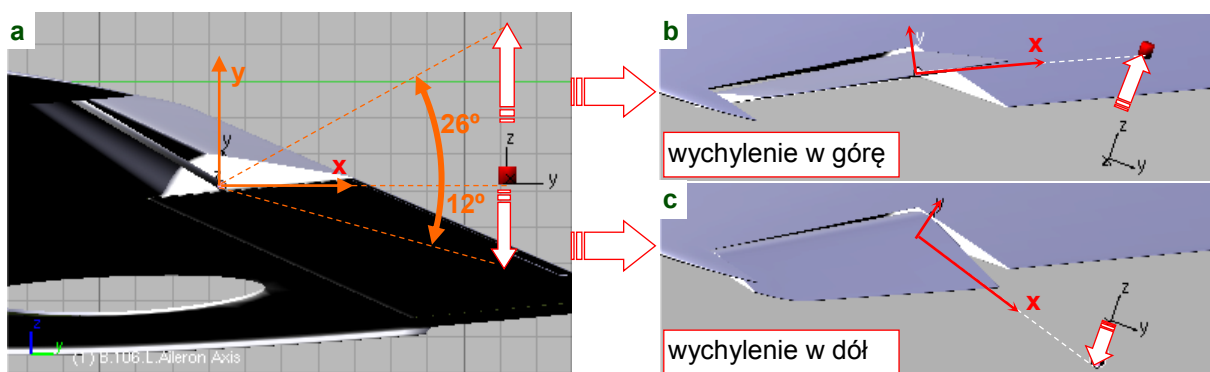 a
y
26º
z
y
x
y
12º
z
y
(1) B.106.L.Aileron Axis
b
y
x
z
y
wychylenie w górę
c
y
x
z
y
wychylenie w dół